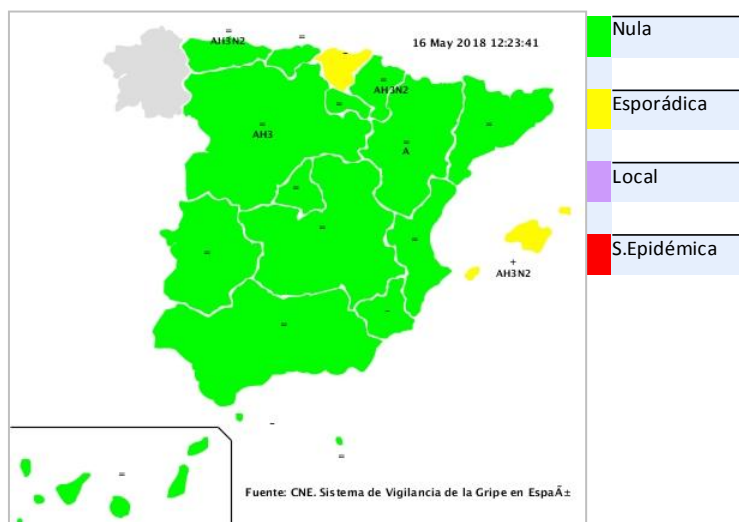 =
AH3N2
=
16 May 2018 12:23:41
-
=
AH3N2
=
=
AH3
=
A
=
=
=
=
=
+
AH3N2
-
=
-
=
=
Fuente: CNE. Sistema de Vigilancia de la Gripe en EspaÃ±
Nula
Esporádica
Local
S.Epidémica